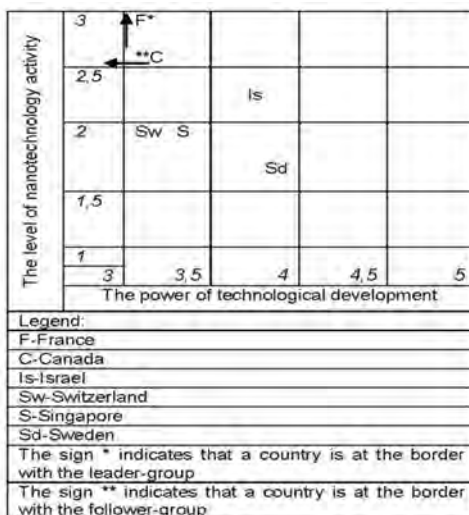 The level of nanotechnology activity
3 F*
**C
2,5
Is
2 Sw S
Sd
1,5
1
3 3,5 4 4,5 5
The power of technological development
Legend:
F-France
C-Canada
Is-Israel
Sw-Switzerland
S-Singapore
Sd-Sweden
The sign * indicates that a country is at the border
with the leader-group
The sign ** indicates that a country is at the border
with the follower-group